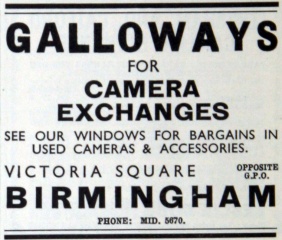 GALLOWAYS
FOR
CAMERA
EXCHANGES
SEE OUR WINDOWS FOR BARGAINS IN
USED CAMERAS & ACCESSORIES.
VICTORIA SQUARE OPPOSITE G.P.O.
BIRMINGHAM
PHONE: MID. 5670.